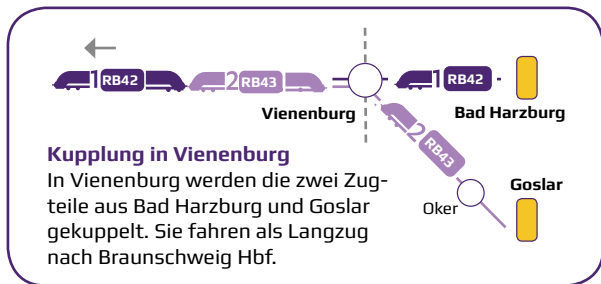 1 RB42 2 RB43 1 RB42
Vienenburg
Bad Harzburg
2 RB43
Kupplung in Vienenburg
In Vienenburg werden die zwei Zug-
teile aus Bad Harzburg und Goslar
gekuppelt. Sie fahren als Langzug
nach Braunschweig Hbf.
Goslar
Oker